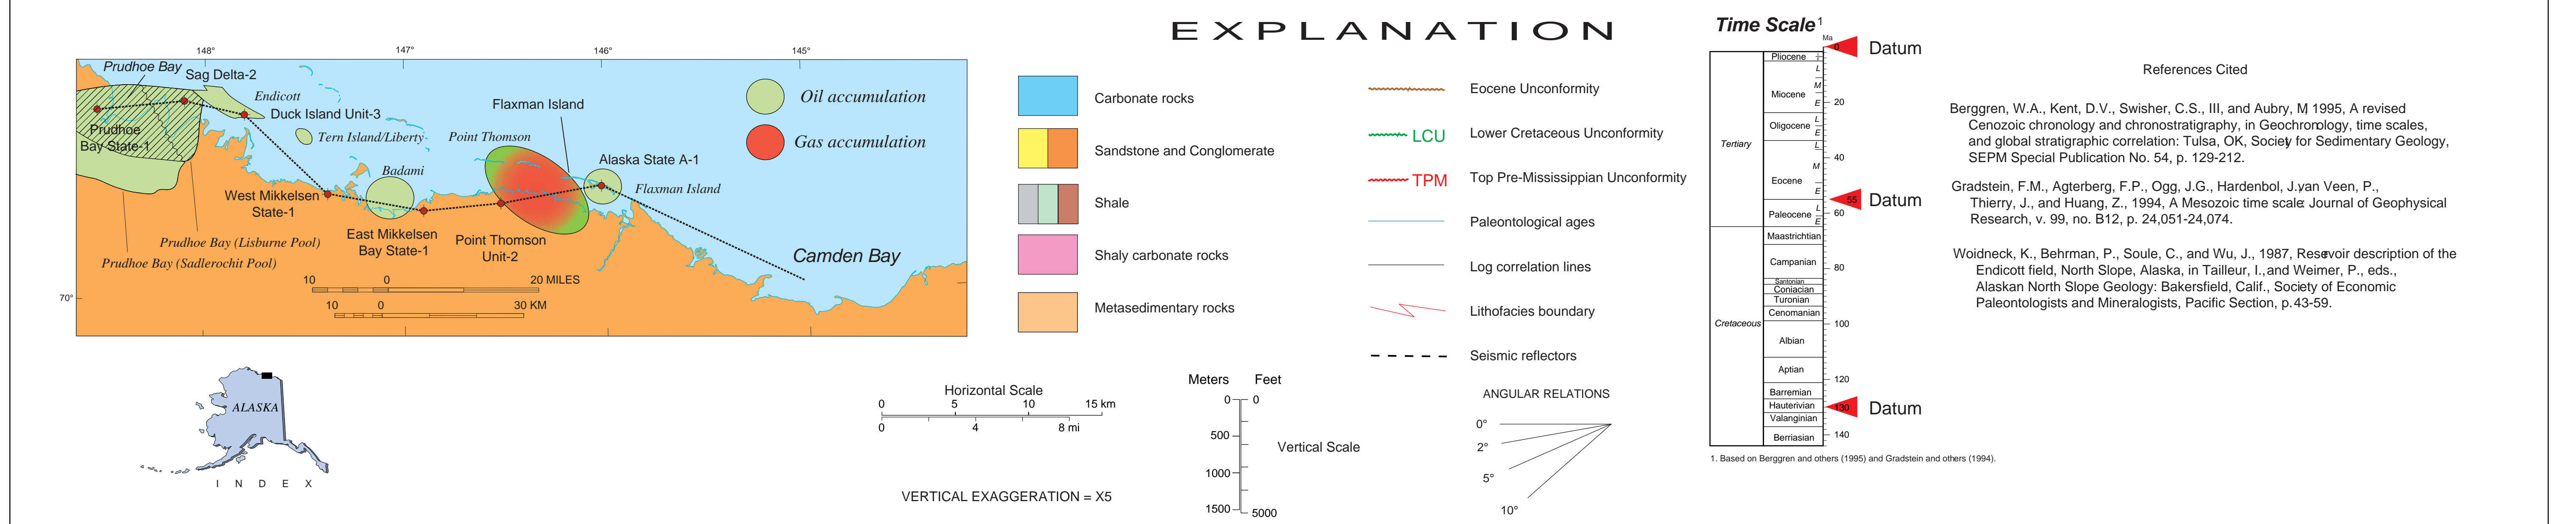 EXPLANATION
148°
147°
146°
145°
Prudhoe Bay
Sag Delta-2
Endicott
Duck Island Unit-3
Tern Island/Liberty
Prudhoe
Bay State-1
Flaxman Island
Point Thomson
Badami
Alaska State A-1
Flaxman Island
West Mikkelsen
State-1
East Mikkelsen
Bay State-1
Point Thomson
Unit-2
Prudhoe Bay (Lisburne Pool)
Prudhoe Bay (Sadlerochit Pool)
Camden Bay
Oil accumulation
Gas accumulation
10 0 20 MILES
10 0 30 KM
70°
ALASKA
INDEX
Carbonate rocks
Sandstone and Conglomerate
Shale
Shaly carbonate rocks
Metasedimentary rocks
Eocene Unconformity
LCU Lower Cretaceous Unconformity
TPM Top Pre-Mississippian Unconformity
Paleontological ages
Log correlation lines
Lithofacies boundary
Seismic reflectors
Horizontal Scale
0 5 10 15 km
0 4 8 mi
VERTICAL EXAGGERATION = X5
Meters Feet
0 0
500
1000
1500 5000
Vertical Scale
ANGULAR RELATIONS
0°
2°
5°
10°
Time Scale 1
Ma
0 Datum
Pliocene
L
M
Miocene
E
20
Oligocene
L
E
Tertiary
L
40
M
Eocene
E
55 Datum
Paleocene
L
E
60
Maastrichtian
Campanian
80
Santonian
Coniacian
Turonian
Cenomanian
Cretaceous
100
Albian
Aptian
120
Barremian
Hauterivian
130 Datum
Valanginian
Berriasian
140
1. Based on Berggren and others (1995) and Gradstein and others (1994).
References Cited
Berggren, W.A., Kent, D.V., Swisher, C.S., III, and Aubry, M, 1995, A revised
Cenozoic chronology and chronostratigraphy, in Geochronology, time scales,
and global stratigraphic correlation: Tulsa, OK, Society for Sedimentary Geology,
SEPM Special Publication No. 54, p. 129-212.
Gradstein, F.M., Agterberg, F.P., Ogg, J.G., Hardenbol, J.van Veen, P.,
Thierry, J., and Huang, Z., 1994, A Mesozoic time scale: Journal of Geophysical
Research, v. 99, no. B12, p. 24,051-24,074.
Woidneck, K., Behrman, P., Soule, C., and Wu, J., 1987, Reservoir description of the
Endicott field, North Slope, Alaska, in Tailleur, I.,and Weimer, P., eds.,
Alaskan North Slope Geology: Bakersfield, Calif., Society of Economic
Paleontologists and Mineralogists, Pacific Section, p.43-59.